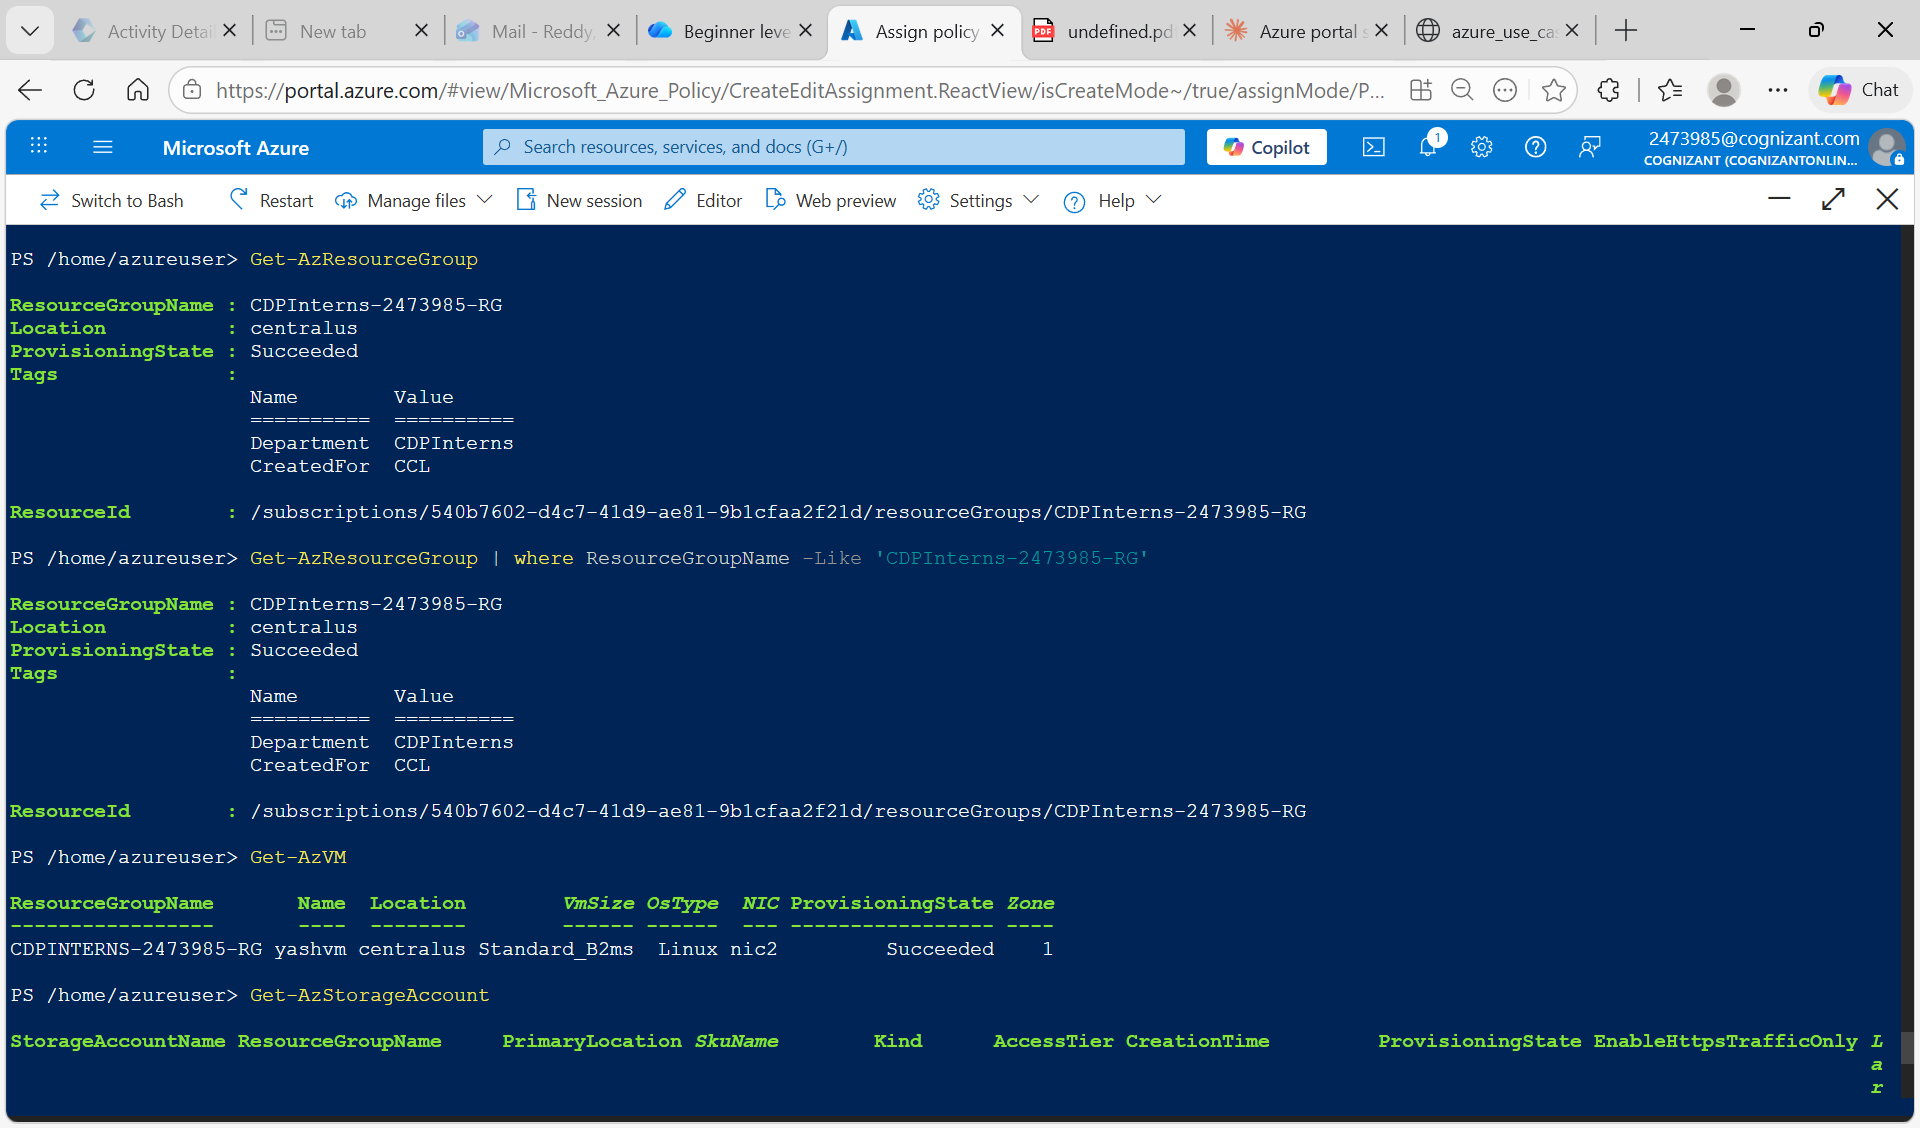 Activity Detai
New tab
Mail - Reddy,
Beginner leve
Assign policy
undefined.pd
Azure portal s
azure_use_ca
https://portal.azure.com/#view/Microsoft_Azure_Policy/CreateEditAssignment.ReactView/isCreateMode~/true/assignMode/P...
Chat
Microsoft Azure
Search resources, services, and docs (G+/)
Copilot
1
2473985@cognizant.com
COGNIZANT (COGNIZANTONLIN...
Switch to Bash
Restart
Manage files
New session
Editor
Web preview
Settings
Help
PS /home/azureuser> Get-AzResourceGroup
ResourceGroupName : CDPInterns-2473985-RG
Location : centralus
ProvisioningState : Succeeded
Tags :
Name Value
========== ==========
Department CDPInterns
CreatedFor CCL
ResourceId : /subscriptions/540b7602-d4c7-41d9-ae81-9b1cfaa2f21d/resourceGroups/CDPInterns-2473985-RG
PS /home/azureuser> Get-AzResourceGroup | where ResourceGroupName -Like 'CDPInterns-2473985-RG'
ResourceGroupName : CDPInterns-2473985-RG
Location : centralus
ProvisioningState : Succeeded
Tags :
Name Value
========== ==========
Department CDPInterns
CreatedFor CCL
ResourceId : /subscriptions/540b7602-d4c7-41d9-ae81-9b1cfaa2f21d/resourceGroups/CDPInterns-2473985-RG
PS /home/azureuser> Get-AzVM
ResourceGroupName Name Location VmSize OsType NIC ProvisioningState Zone
----------------- ---- -------- ------ ------ --- ----------------- ----
CDPINTERNS-2473985-RG yashvm centralus Standard_B2ms Linux nic2 Succeeded 1
PS /home/azureuser> Get-AzStorageAccount
StorageAccountName ResourceGroupName PrimaryLocation SkuName Kind AccessTier CreationTime ProvisioningState EnableHttpsTrafficOnly L
a
r